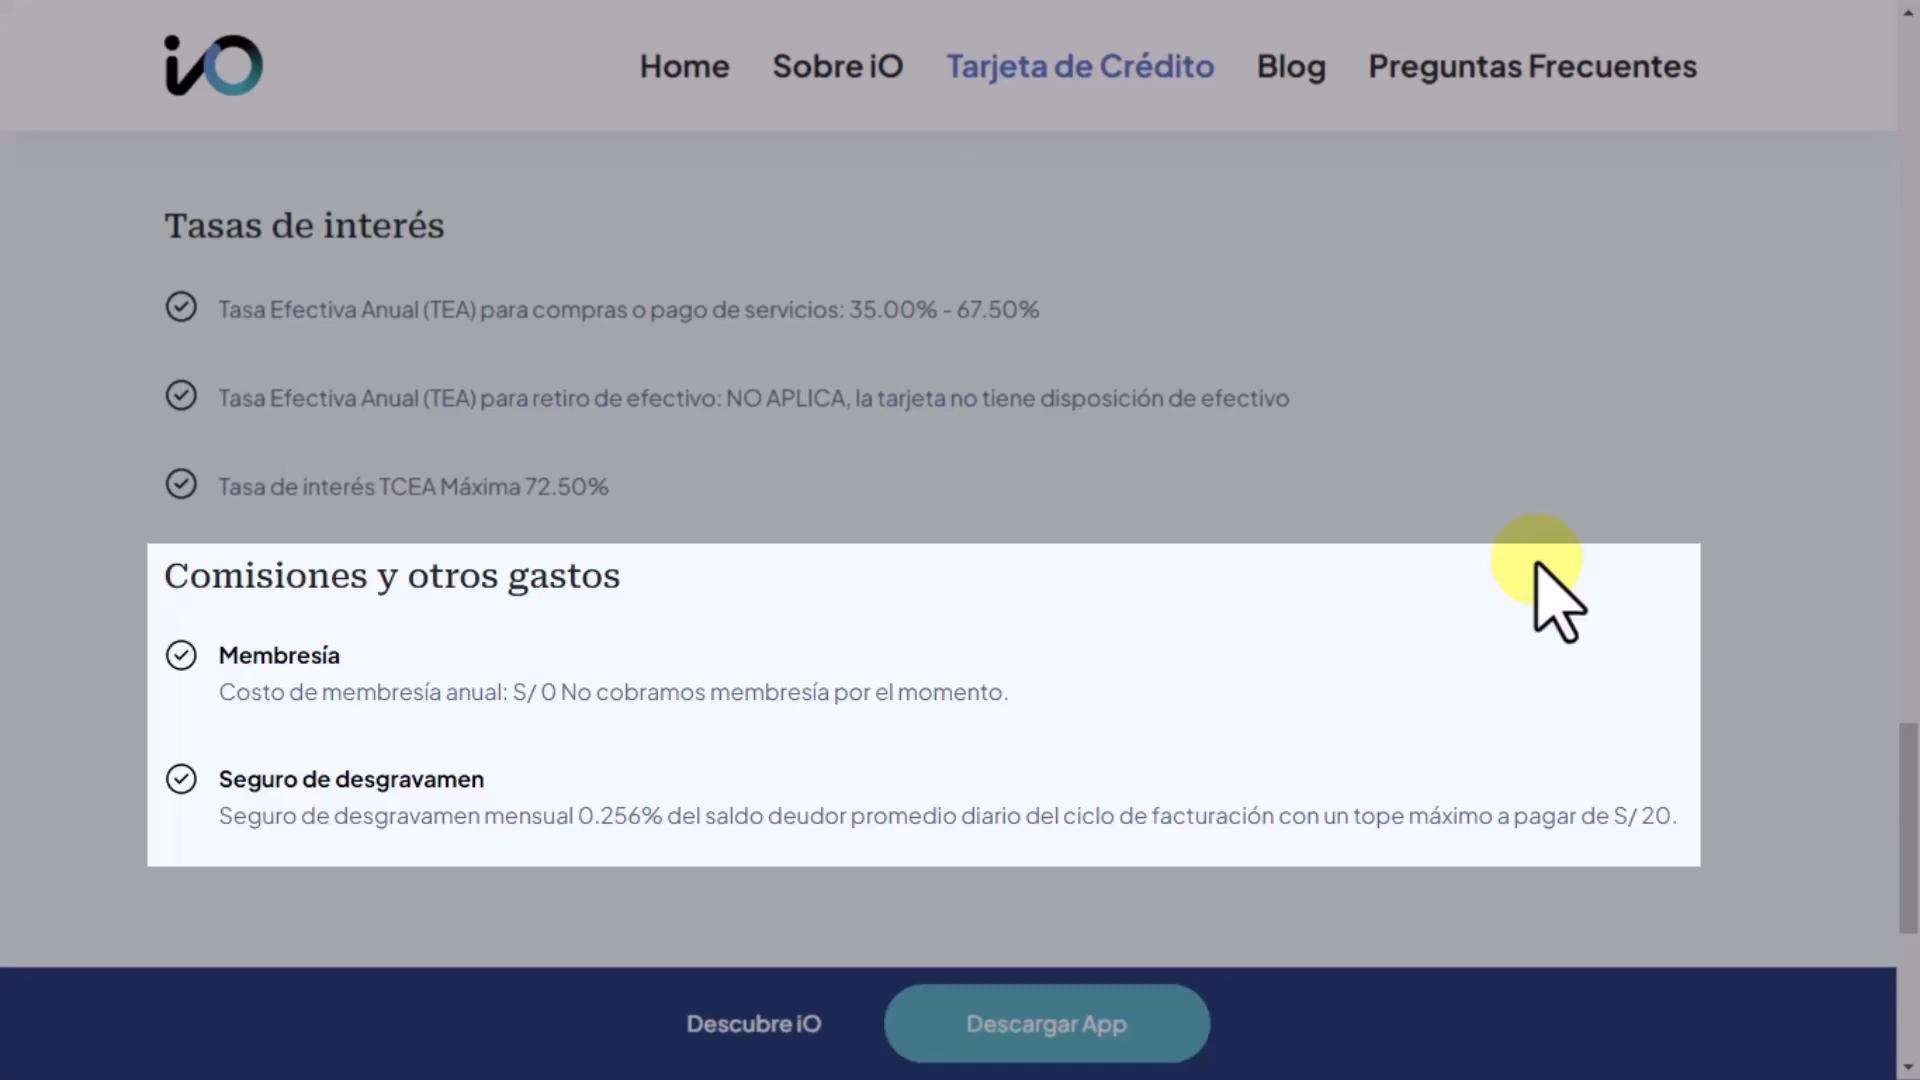 iO
Home Sobre iO Tarjeta de Crédito Blog Preguntas Frecuentes
Tasas de interés
Tasa Efectiva Anual (TEA) para compras o pago de servicios: 35.00% - 67.50%
Tasa Efectiva Anual (TEA) para retiro de efectivo: NO APLICA, la tarjeta no tiene disposición de efectivo
Tasa de interés TCEA Máxima 72.50%
Comisiones y otros gastos
Membresía
Costo de membresía anual: S/ 0 No cobramos membresía por el momento.
Seguro de desgravamen
Seguro de desgravamen mensual 0.256% del saldo deudor promedio diario del ciclo de facturación con un tope máximo a pagar de S/ 20.
Descubre iO Descargar App